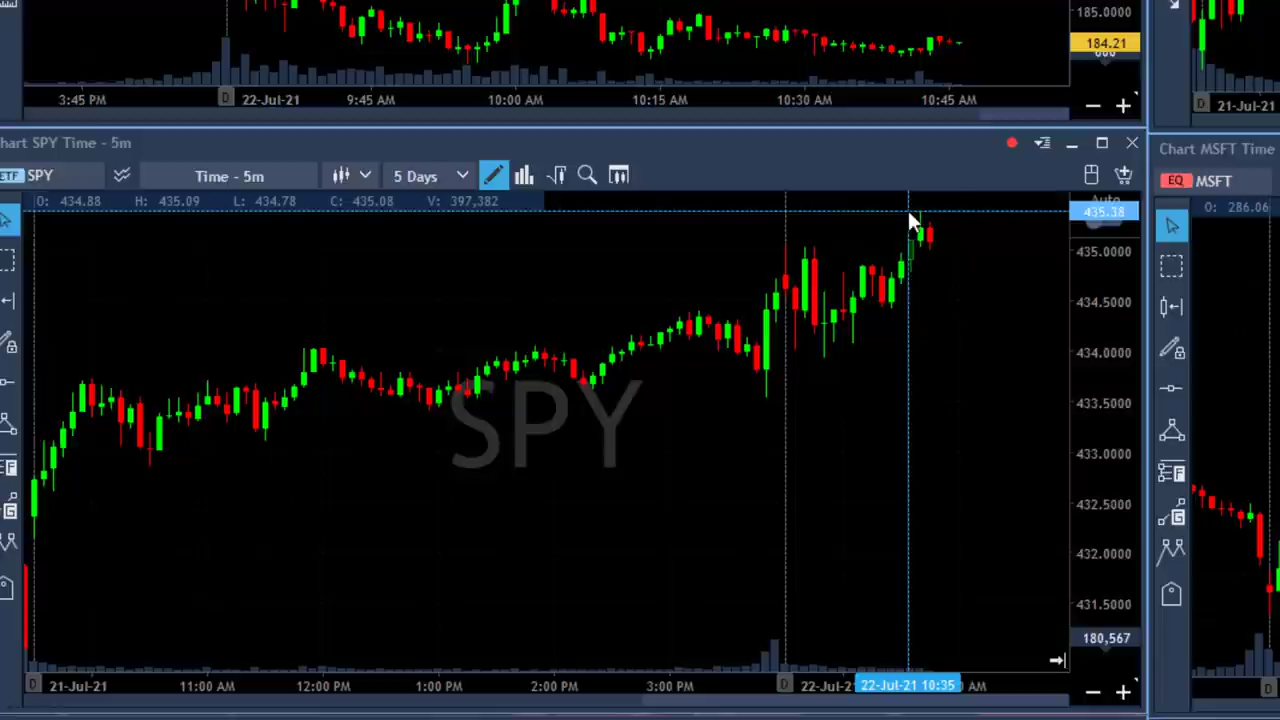 185.0000
184.21
3:45 PM
D
22-Jul-21
9:45 AM
10:00 AM
10:15 AM
10:30 AM
10:45 AM
D
21-Jul-21
hart SPY Time - 5m
Chart MSFT Time
ETF
SPY
Time - 5m
5 Days
EQ
MSFT
O: 434.88 H: 435.09 L: 434.78 C: 435.08 V: 397,382
O: 286.06
Auto
435.38
435.0000
434.5000
434.0000
433.5000
433.0000
432.5000
432.0000
431.5000
180,567
SPY
F
G
F
G
D
21-Jul-21
11:00 AM
12:00 PM
1:00 PM
2:00 PM
3:00 PM
D
22-Jul-21
22-Jul-21 10:35
AM
D